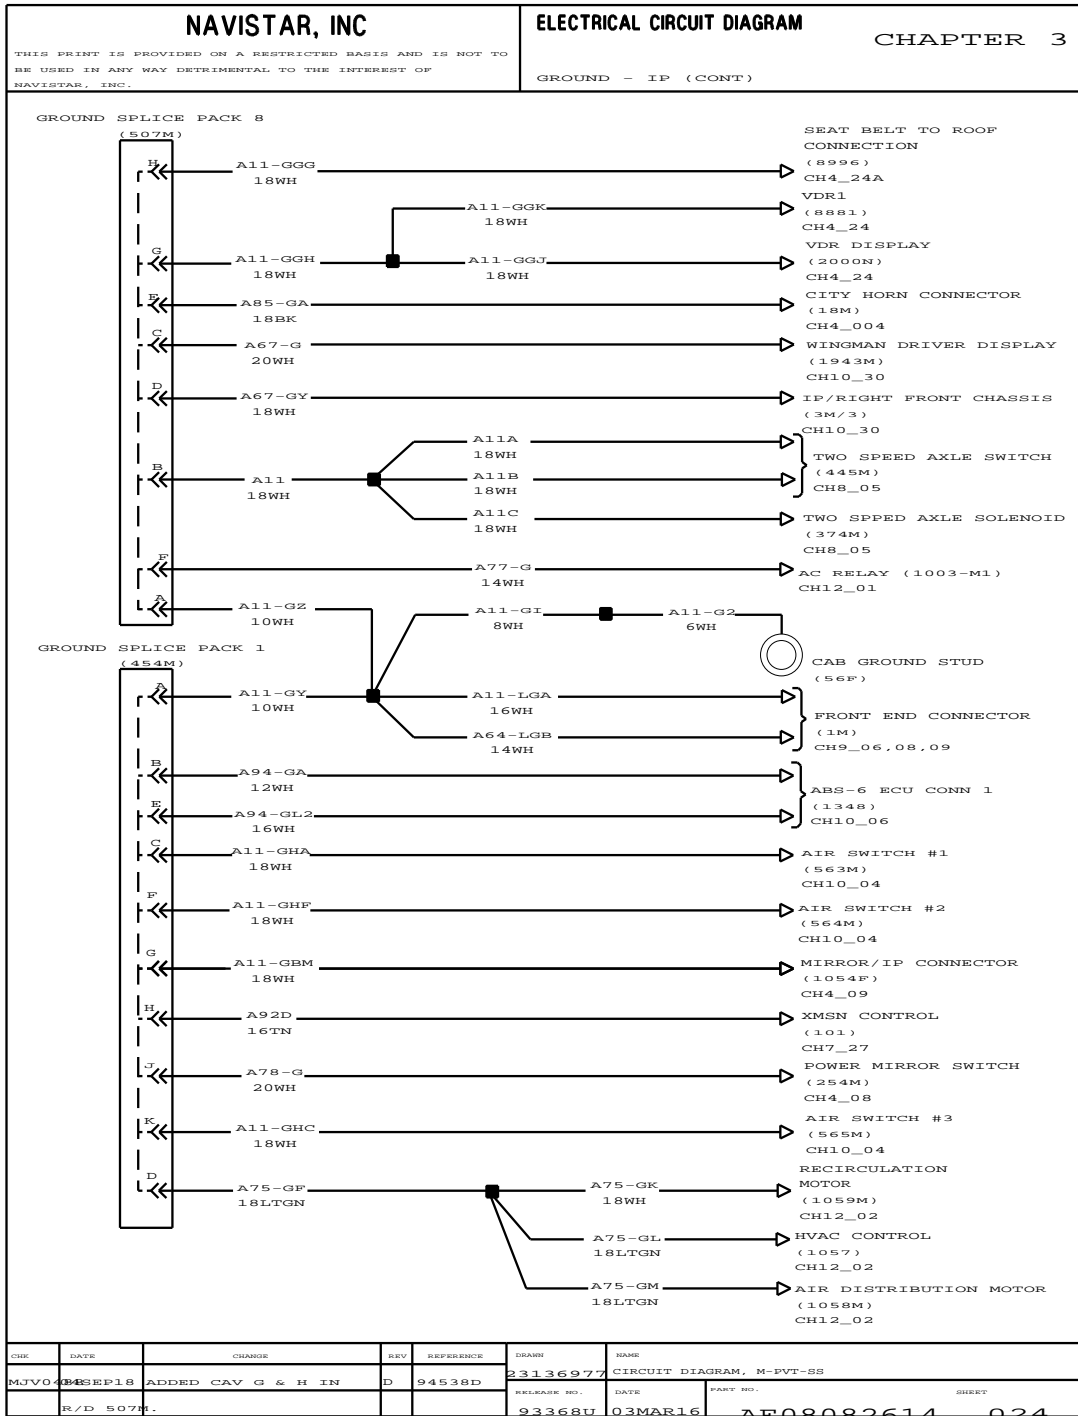 NAVISTAR, INC
THIS PRINT IS PROVIDED ON A RESTRICTED BASIS AND IS NOT TO
BE USED IN ANY WAY DETRIMENTAL TO THE INTEREST OF
NAVISTAR, INC.
ELECTRICAL CIRCUIT DIAGRAM
CHAPTER 3
GROUND - IP (CONT)
GROUND SPLICE PACK 8
(507M)
H
A11-GGG
18WH
SEAT BELT TO ROOF
CONNECTION
(8996)
CH4_24A
A11-GGK
18WH
VDR1
(8881)
CH4_24
G
A11-GGH
18WH
A11-GGJ
18WH
VDR DISPLAY
(2000N)
CH4_24
E
A85-GA
18BK
CITY HORN CONNECTOR
(18M)
CH4_004
C
A67-G
20WH
WINGMAN DRIVER DISPLAY
(1943M)
CH10_30
D
A67-GY
18WH
IP/RIGHT FRONT CHASSIS
(3M/3)
CH10_30
B
A11
18WH
A11A
18WH
A11B
18WH
TWO SPEED AXLE SWITCH
(445M)
CH8_05
A11C
18WH
TWO SPPED AXLE SOLENOID
(374M)
CH8_05
F
A77-G
14WH
AC RELAY (1003-M1)
CH12_01
A
A11-GZ
10WH
A11-GI
8WH
A11-G2
6WH
CAB GROUND STUD
(56F)
GROUND SPLICE PACK 1
(454M)
A
A11-GY
10WH
A11-LGA
16WH
A64-LGB
14WH
FRONT END CONNECTOR
(1M)
CH9_06,08,09
B
A94-GA
12WH
E
A94-GL2
16WH
ABS-6 ECU CONN 1
(1348)
CH10_06
C
A11-GHA
18WH
AIR SWITCH #1
(563M)
CH10_04
F
A11-GHF
18WH
AIR SWITCH #2
(564M)
CH10_04
G
A11-GBM
18WH
MIRROR/IP CONNECTOR
(1054F)
CH4_09
H
A92D
16TN
XMSN CONTROL
(101)
CH7_27
J
A78-G
20WH
POWER MIRROR SWITCH
(254M)
CH4_08
K
A11-GHC
18WH
AIR SWITCH #3
(565M)
CH10_04
D
A75-GF
18LTGN
A75-GK
18WH
RECIRCULATION
MOTOR
(1059M)
CH12_02
A75-GL
18LTGN
HVAC CONTROL
(1057)
CH12_02
A75-GM
18LTGN
AIR DISTRIBUTION MOTOR
(1058M)
CH12_02
CHK DATE CHANGE REV REFERENCE DRAWN NAME
ADDED CAV G & H IN D 94538D 23136977 CIRCUIT DIAGRAM, M-PVT-SS
R/D 507M.
RELEASE NO. DATE PART NO. SHEET
93368U 03MAR16 AF08082614 024